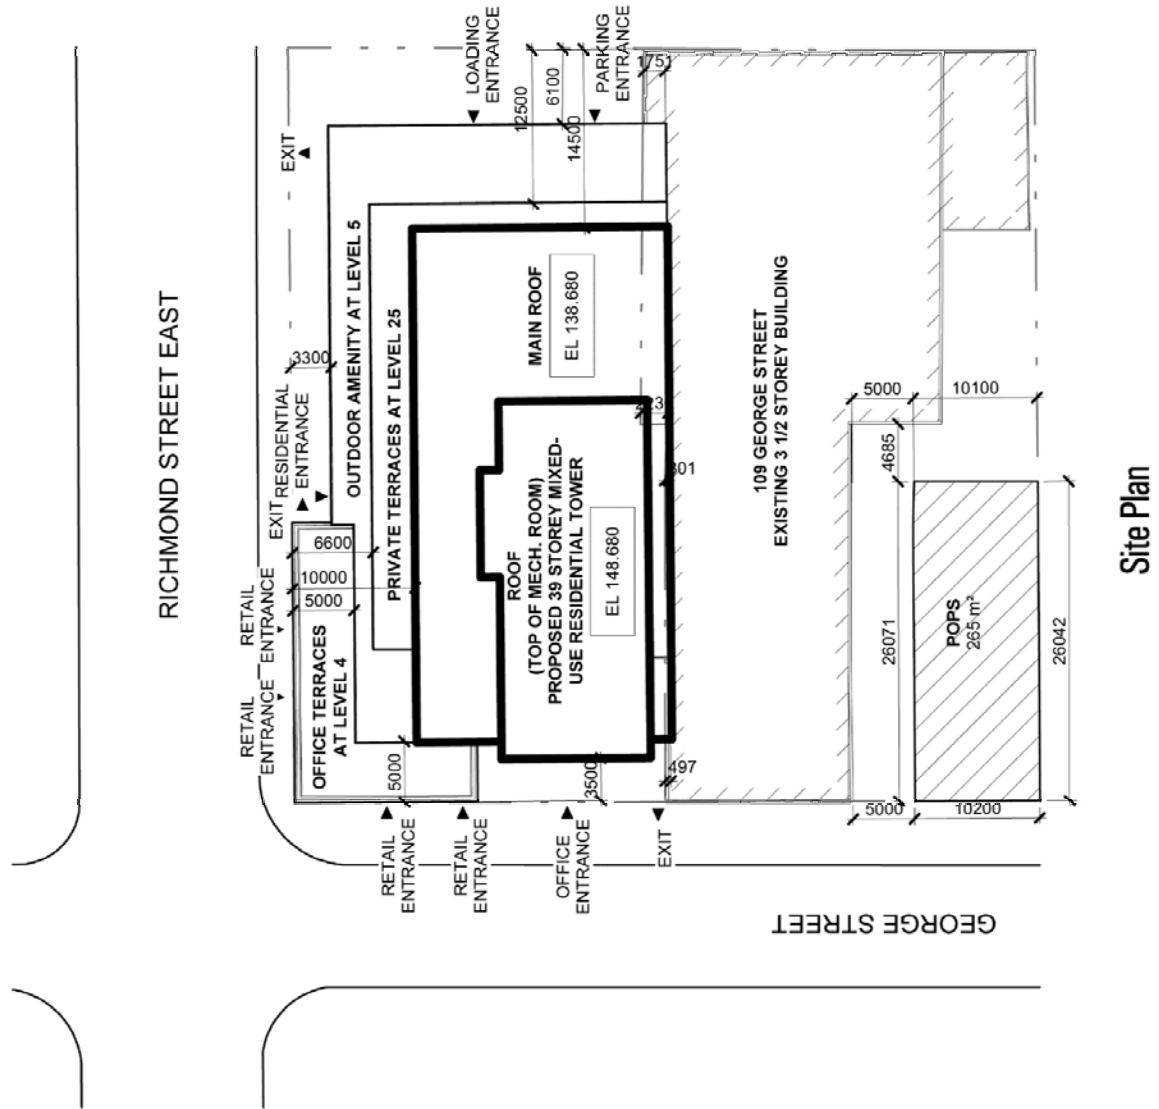 RICHMOND STREET EAST
GEORGE STREET
Site Plan
LOADING
ENTRANCE
PARKING
ENTRANCE
EXIT
12500
6100
14500
1751
OUTDOOR AMENITY AT LEVEL 5
PRIVATE TERRACES AT LEVEL 25
MAIN ROOF
EL 138.680
3300
RESIDENTIAL
ENTRANCE
EXIT
6600
10000
5000
RETAIL
ENTRANCE
RETAIL
ENTRANCE
OFFICE TERRACES
AT LEVEL 4
ROOF
(TOP OF MECH. ROOM)
PROPOSED 39 STOREY MIXED-
USE RESIDENTIAL TOWER
EL 148.680
109 GEORGE STREET
EXISTING 3 1/2 STOREY BUILDING
5000
10100
4685
26071
POPS
265 m²
26042
5000
3500
497
5000
10200
RETAIL
ENTRANCE
RETAIL
ENTRANCE
OFFICE
ENTRANCE
EXIT